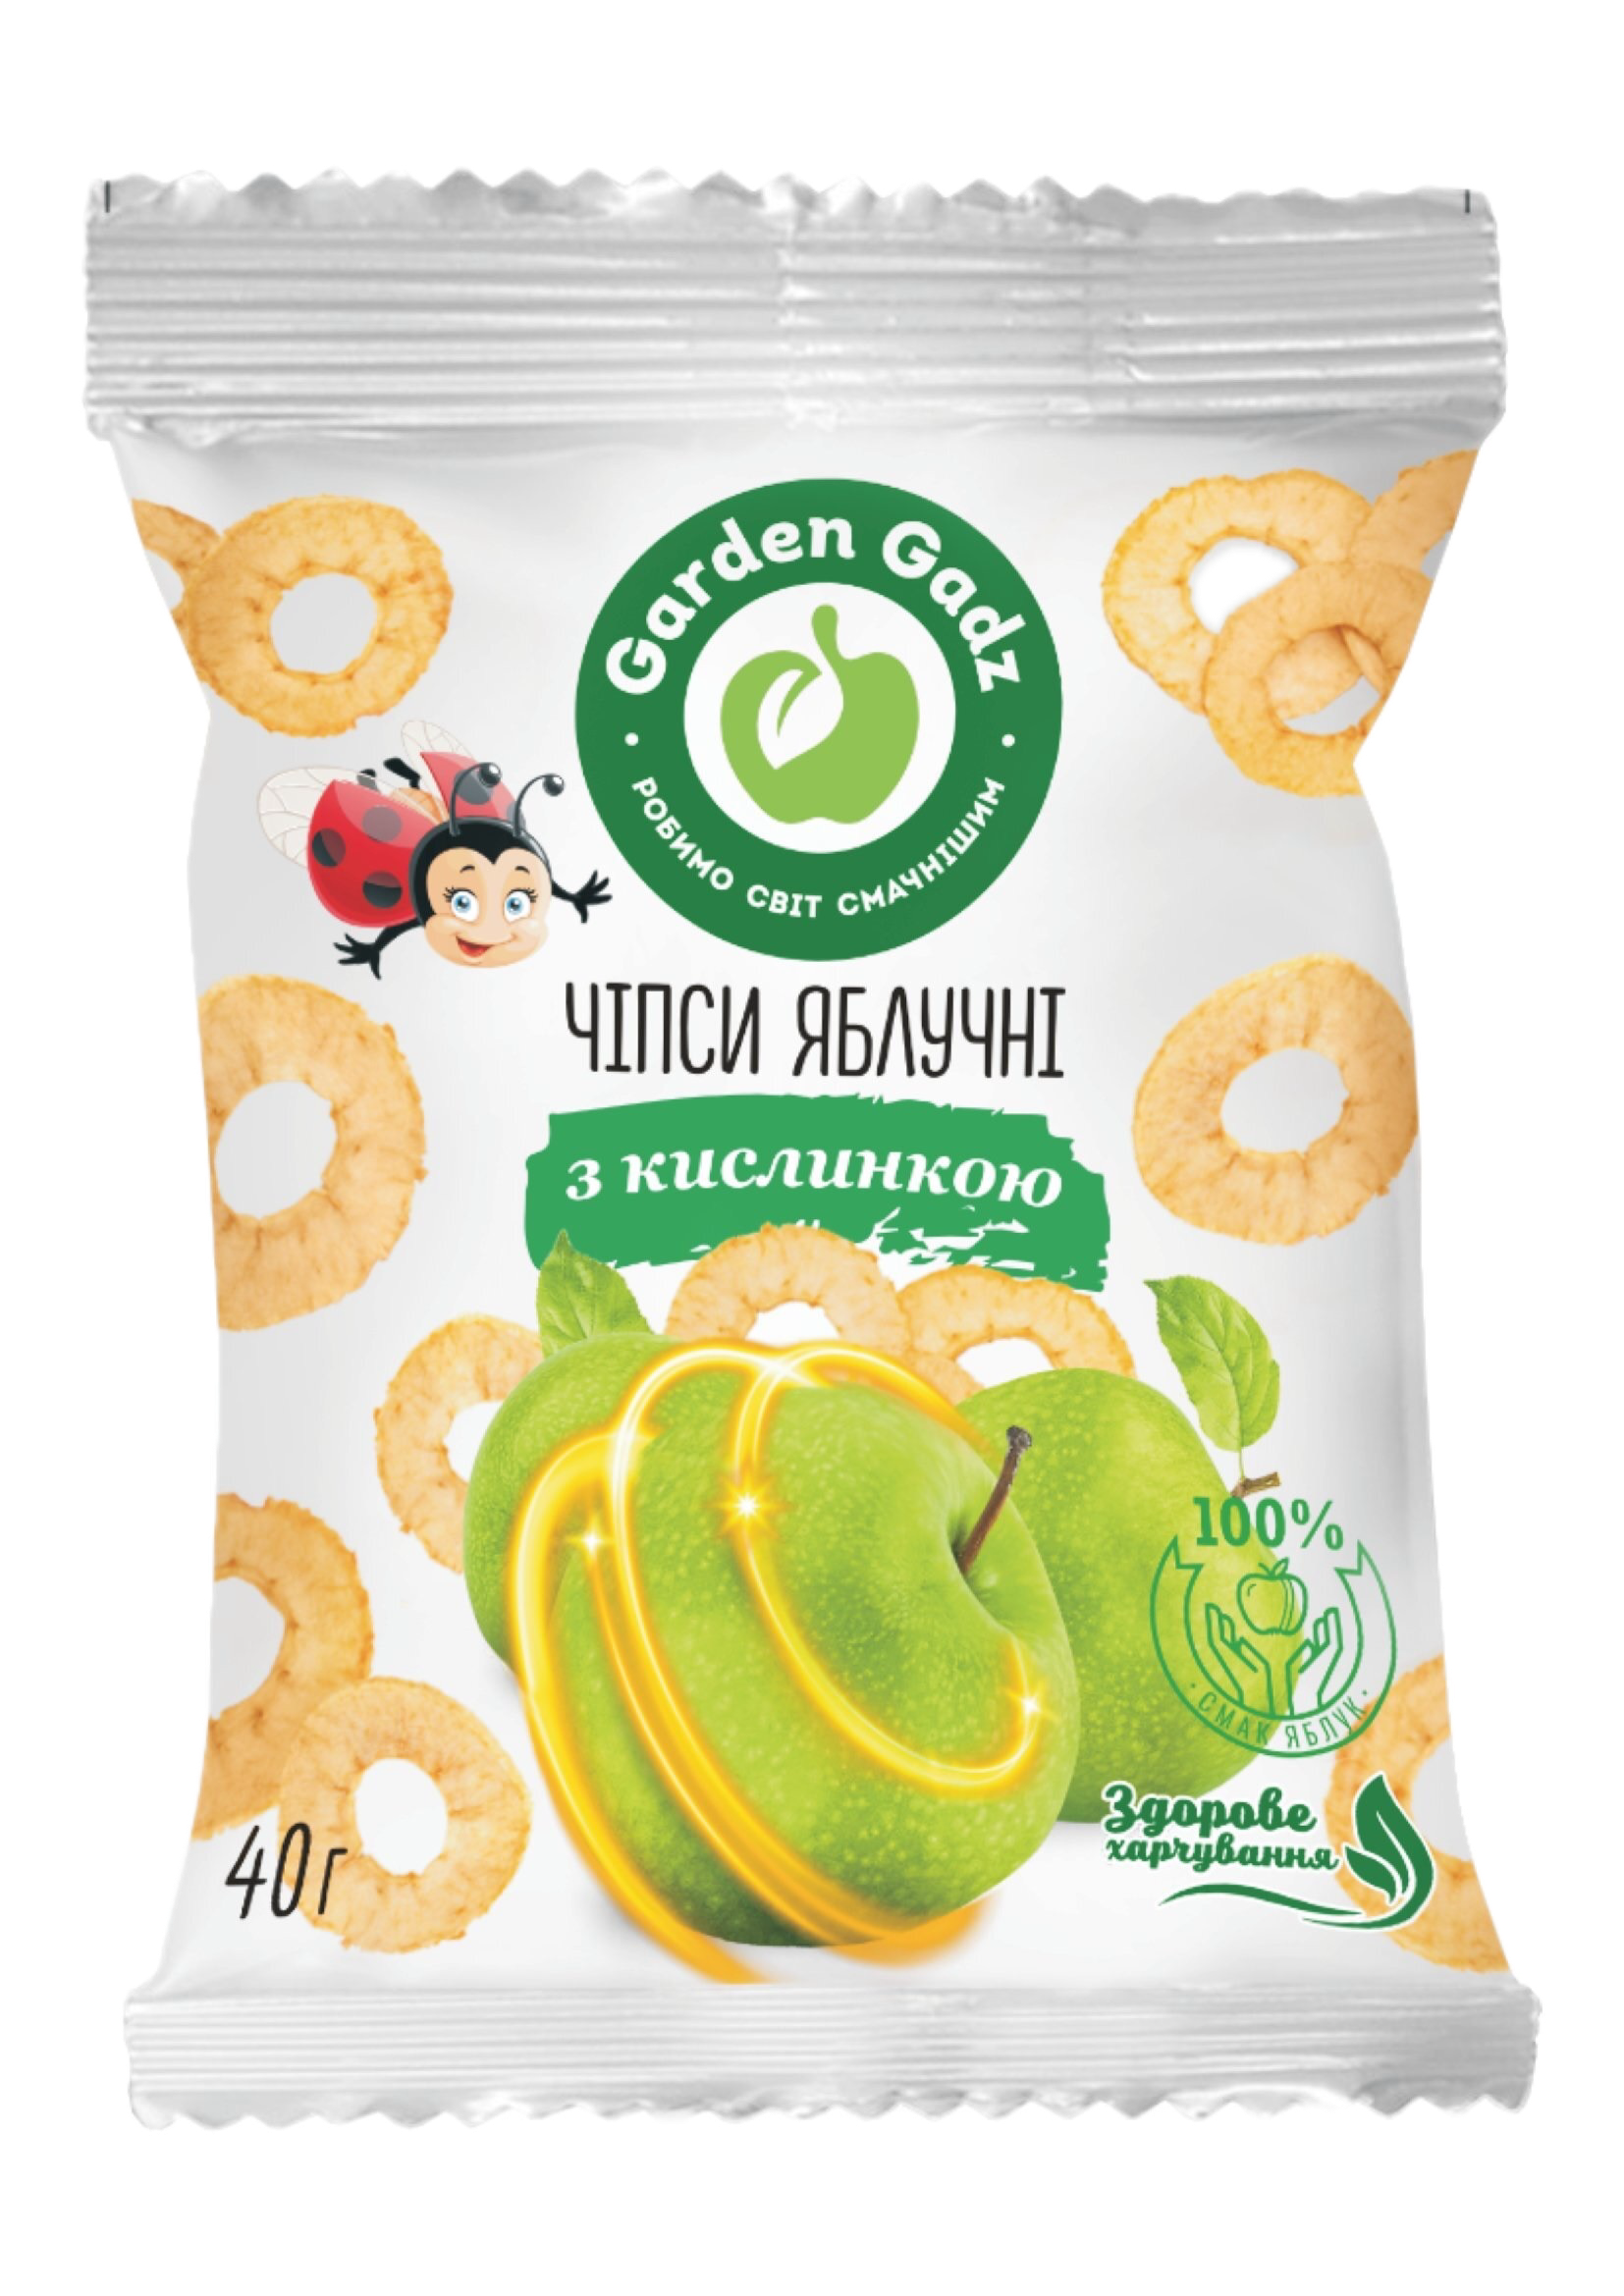 Garden Gadz
РОБИМО СВІТ СМАЧНІШИМ
ЧІПСИ ЯБЛУЧНІ
з кислинкою
100%
СМАК ЯБЛУК
Здорове
харчування
40г